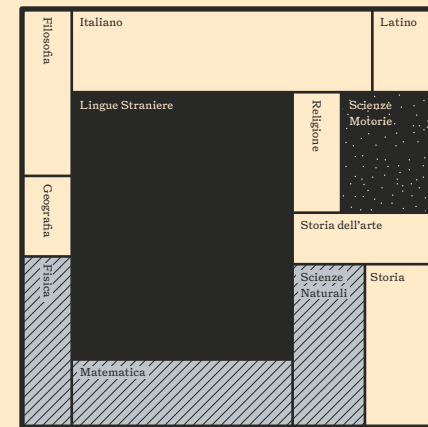 Filosofia
Italiano
Latino
Lingue Straniere
Religione
Scienze
Motorie
Geografia
Storia dell'arte
Fisica
Scienze
Naturali
Storia
Matematica